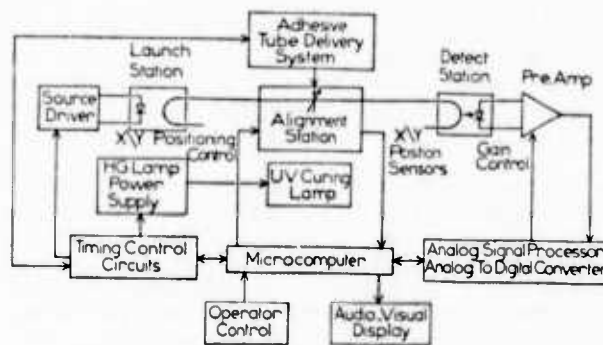 Adhesive
Tube Delivery
System
Launch
Station
Detect
Station
Pre. Amp
Source
Driver
Alignment
Station
X\Y Positioning
Control
X\Y
Position
Sensors
Gain
Control
HG Lamp
Power
Supply
UV Curing
Lamp
Timing Control
Circuits
Microcomputer
Analog Signal Processor
Analog To Digital Converter
Operator
Control
Audio, Visual
Display